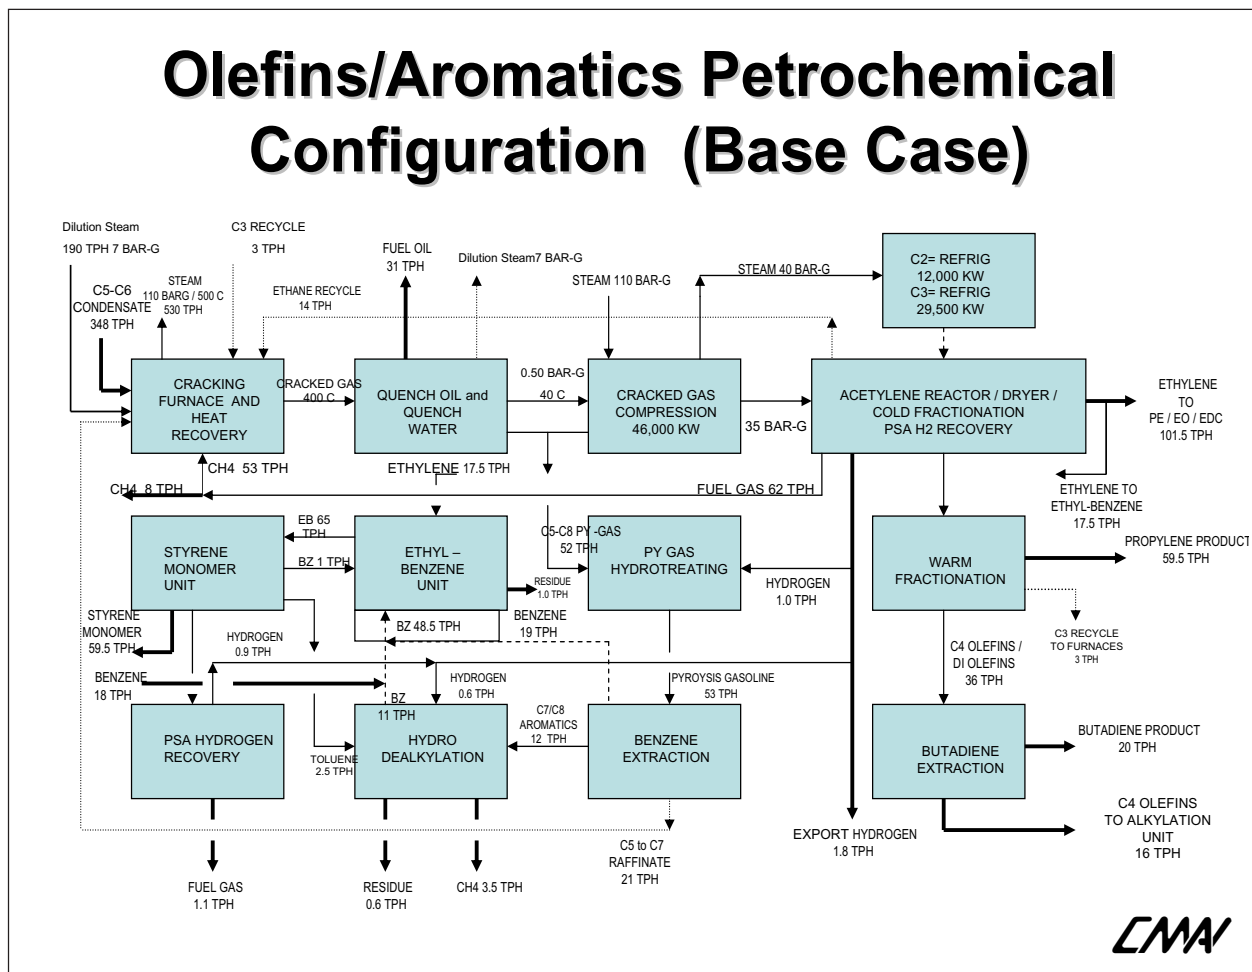 Olefins/Aromatics Petrochemical
Configuration (Base Case)
Dilution Steam
190 TPH 7 BAR-G
C3 RECYCLE
3 TPH
FUEL OIL
31 TPH
Dilution Steam7 BAR-G
STEAM 110 BAR-G
STEAM 40 BAR-G
C2= REFRIG
12,000 KW
C3= REFRIG
29,500 KW
C5-C6
CONDENSATE
348 TPH
STEAM
110 BARG / 500 C
530 TPH
ETHANE RECYCLE
14 TPH
CRACKING
FURNACE AND
HEAT
RECOVERY
CRACKED GAS
400 C
QUENCH OIL and
QUENCH
WATER
0.50 BAR-G
40 C
CRACKED GAS
COMPRESSION
46,000 KW
35 BAR-G
ACETYLENE REACTOR / DRYER /
COLD FRACTIONATION
PSA H2 RECOVERY
ETHYLENE
TO
PE / EO / EDC
101.5 TPH
CH4 53 TPH
CH4 8 TPH
ETHYLENE 17.5 TPH
FUEL GAS 62 TPH
ETHYLENE TO
ETHYL-BENZENE
17.5 TPH
STYRENE
MONOMER
UNIT
EB 65
TPH
BZ 1 TPH
ETHYL –
BENZENE
UNIT
RESIDUE
1.0 TPH
C5-C8 PY -GAS
52 TPH
PY GAS
HYDROTREATING
HYDROGEN
1.0 TPH
WARM
FRACTIONATION
PROPYLENE PRODUCT
59.5 TPH
STYRENE
MONOMER
59.5 TPH
HYDROGEN
0.9 TPH
BZ 48.5 TPH
BENZENE
19 TPH
C3 RECYCLE
TO FURNACES
3 TPH
BENZENE
18 TPH
HYDROGEN
0.6 TPH
PYROYSIS GASOLINE
53 TPH
C4 OLEFINS /
DI OLEFINS
36 TPH
BZ
11 TPH
PSA HYDROGEN
RECOVERY
TOLUENE
2.5 TPH
HYDRO
DEALKYLATION
C7/C8
AROMATICS
12 TPH
BENZENE
EXTRACTION
BUTADIENE
EXTRACTION
BUTADIENE PRODUCT
20 TPH
C4 OLEFINS
TO ALKYLATION
UNIT
16 TPH
EXPORT HYDROGEN
1.8 TPH
C5 to C7
RAFFINATE
21 TPH
FUEL GAS
1.1 TPH
RESIDUE
0.6 TPH
CH4 3.5 TPH
CMAI